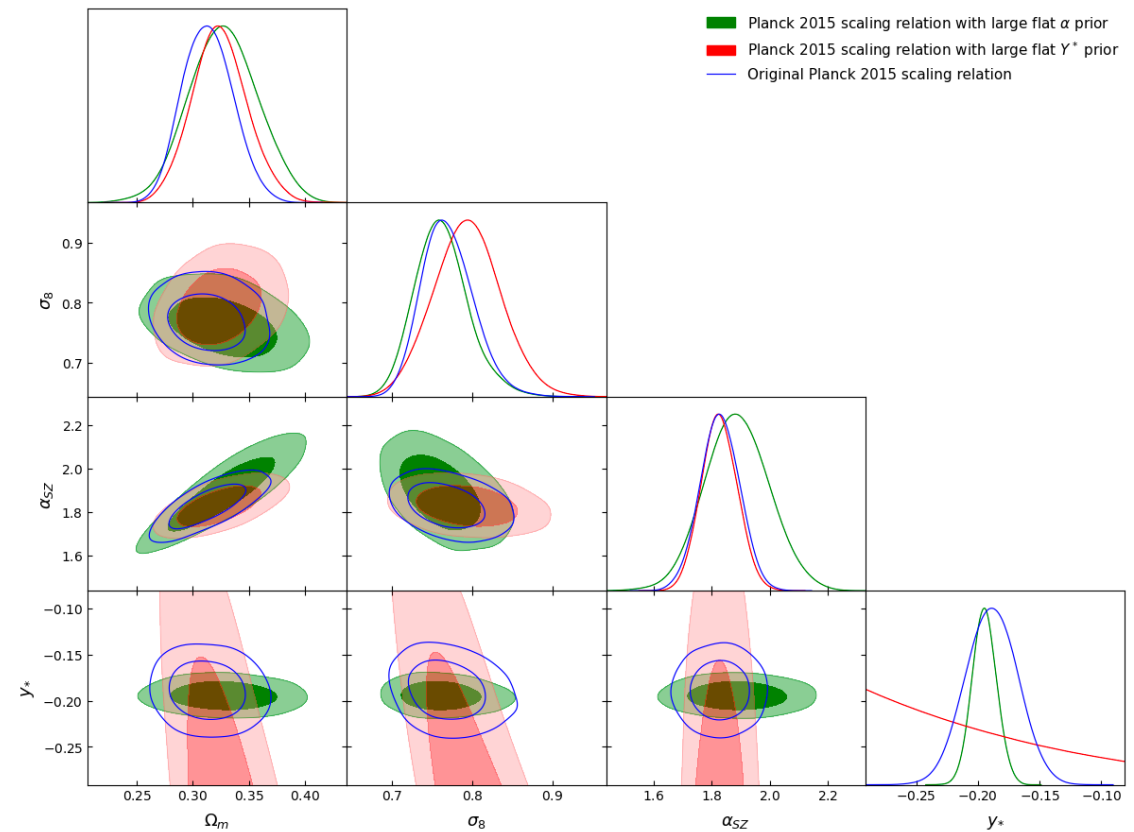 Planck 2015 scaling relation with large flat α prior
Planck 2015 scaling relation with large flat Y* prior
Original Planck 2015 scaling relation
0.9
0.8
0.7
σ8
2.2
2.0
1.8
1.6
αSZ
−0.10
−0.15
−0.20
−0.25
y*
0.25 0.30 0.35 0.40
0.7 0.8 0.9
1.6 1.8 2.0 2.2
−0.25 −0.20 −0.15 −0.10
Ωm
σ8
αSZ
y*